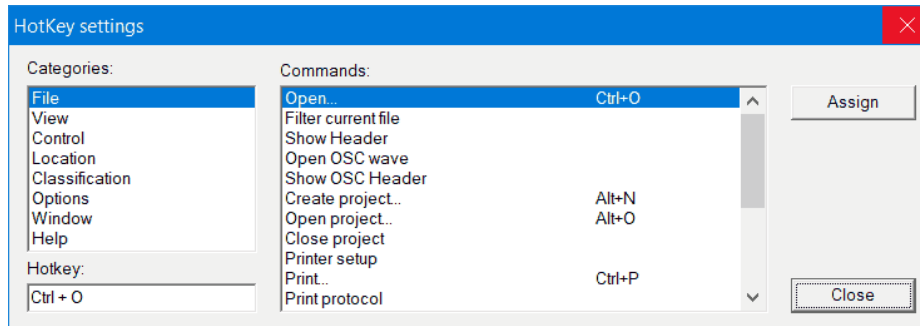 HotKey settings
Categories:
File
View
Control
Location
Classification
Options
Window
Help
Hotkey:
Ctrl + O
Commands:
Open... Ctrl+O
Filter current file
Show Header
Open OSC wave
Show OSC Header
Create project... Alt+N
Open project... Alt+O
Close project
Printer setup
Print... Ctrl+P
Print protocol
Assign
Close